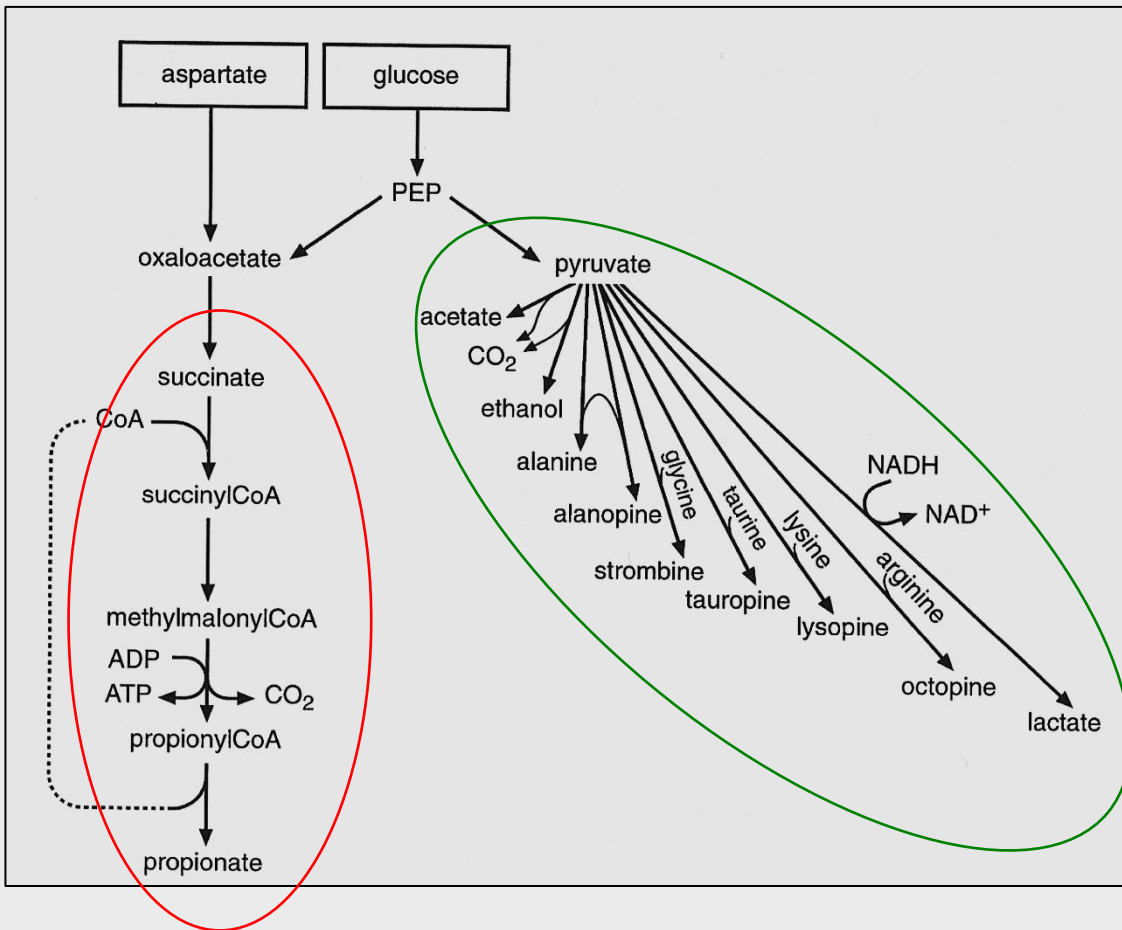 aspartate
glucose
PEP
oxaloacetate
pyruvate
acetate
CO₂
ethanol
alanine
alanopine
glycine
strombine
taurine
tauropine
lysine
lysopine
arginine
octopine
NADH
NAD⁺
lactate
succinate
CoA
succinylCoA
methylmalonylCoA
ADP
ATP
CO₂
propionylCoA
propionate